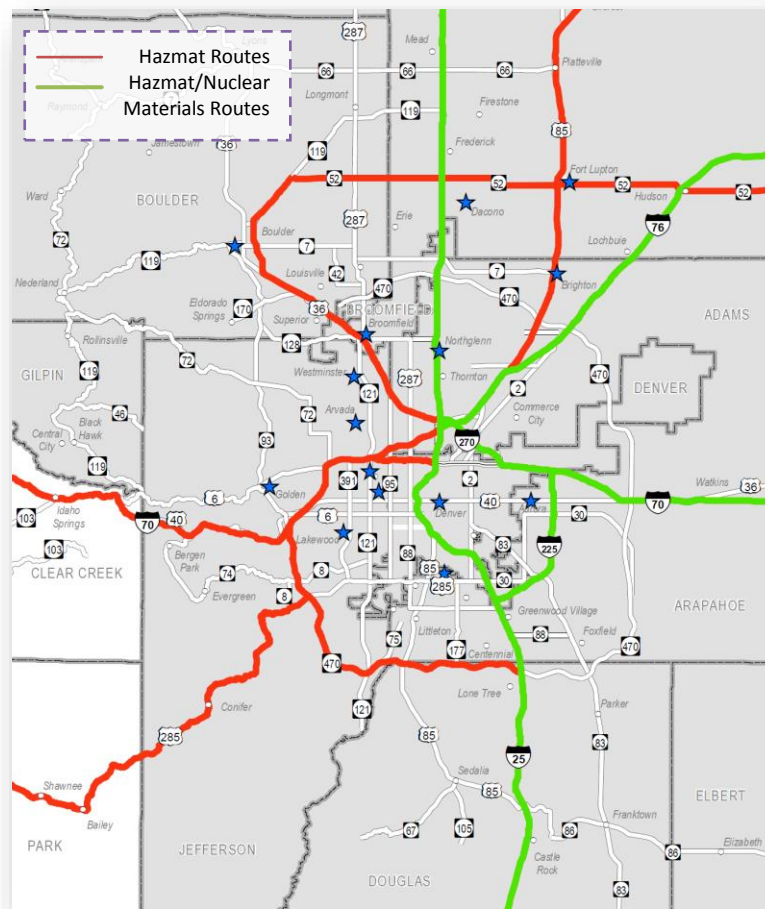 Hazmat Routes
Hazmat/Nuclear
Materials Routes
Lyons
287
Mead
66
66
66
Platteville
Raymond
Longmont
Firestone
119
85
36
Jamestown
119
Frederick
52
52
Fort Lupton
52
52
Hudson
Ward
BOULDER
Dacono
287
Erie
76
72
Boulder
7
Lochbuie
119
42
7
Brighton
Nederland
Louisville
470
470
Eldorado
Springs
170
Superior
36
BROOMFIELD
Broomfield
ADAMS
Rollinsville
128
Northglenn
72
Westminster
287
Thornton
119
121
470
GILPIN
2
DENVER
Arvada
Commerce
City
46
72
Black
Hawk
Central
City
93
270
119
391
95
2
Watkins
36
6
Golden
Idaho
Springs
Denver
40
Aurora
70
103
70
40
6
30
Lakewood
83
225
103
Bergen
Park
121
88
CLEAR CREEK
74
8
85
285
30
Evergreen
8
ARAPAHOE
Greenwood Village
Littleton
88
Foxfield
75
177
Centennial
470
470
Lone Tree
121
Conifer
Parker
285
85
25
83
Shawnee
Sedalia
85
ELBERT
Bailey
Franktown
67
105
86
PARK
Elizabeth
JEFFERSON
Castle
Rock
86
DOUGLAS
83